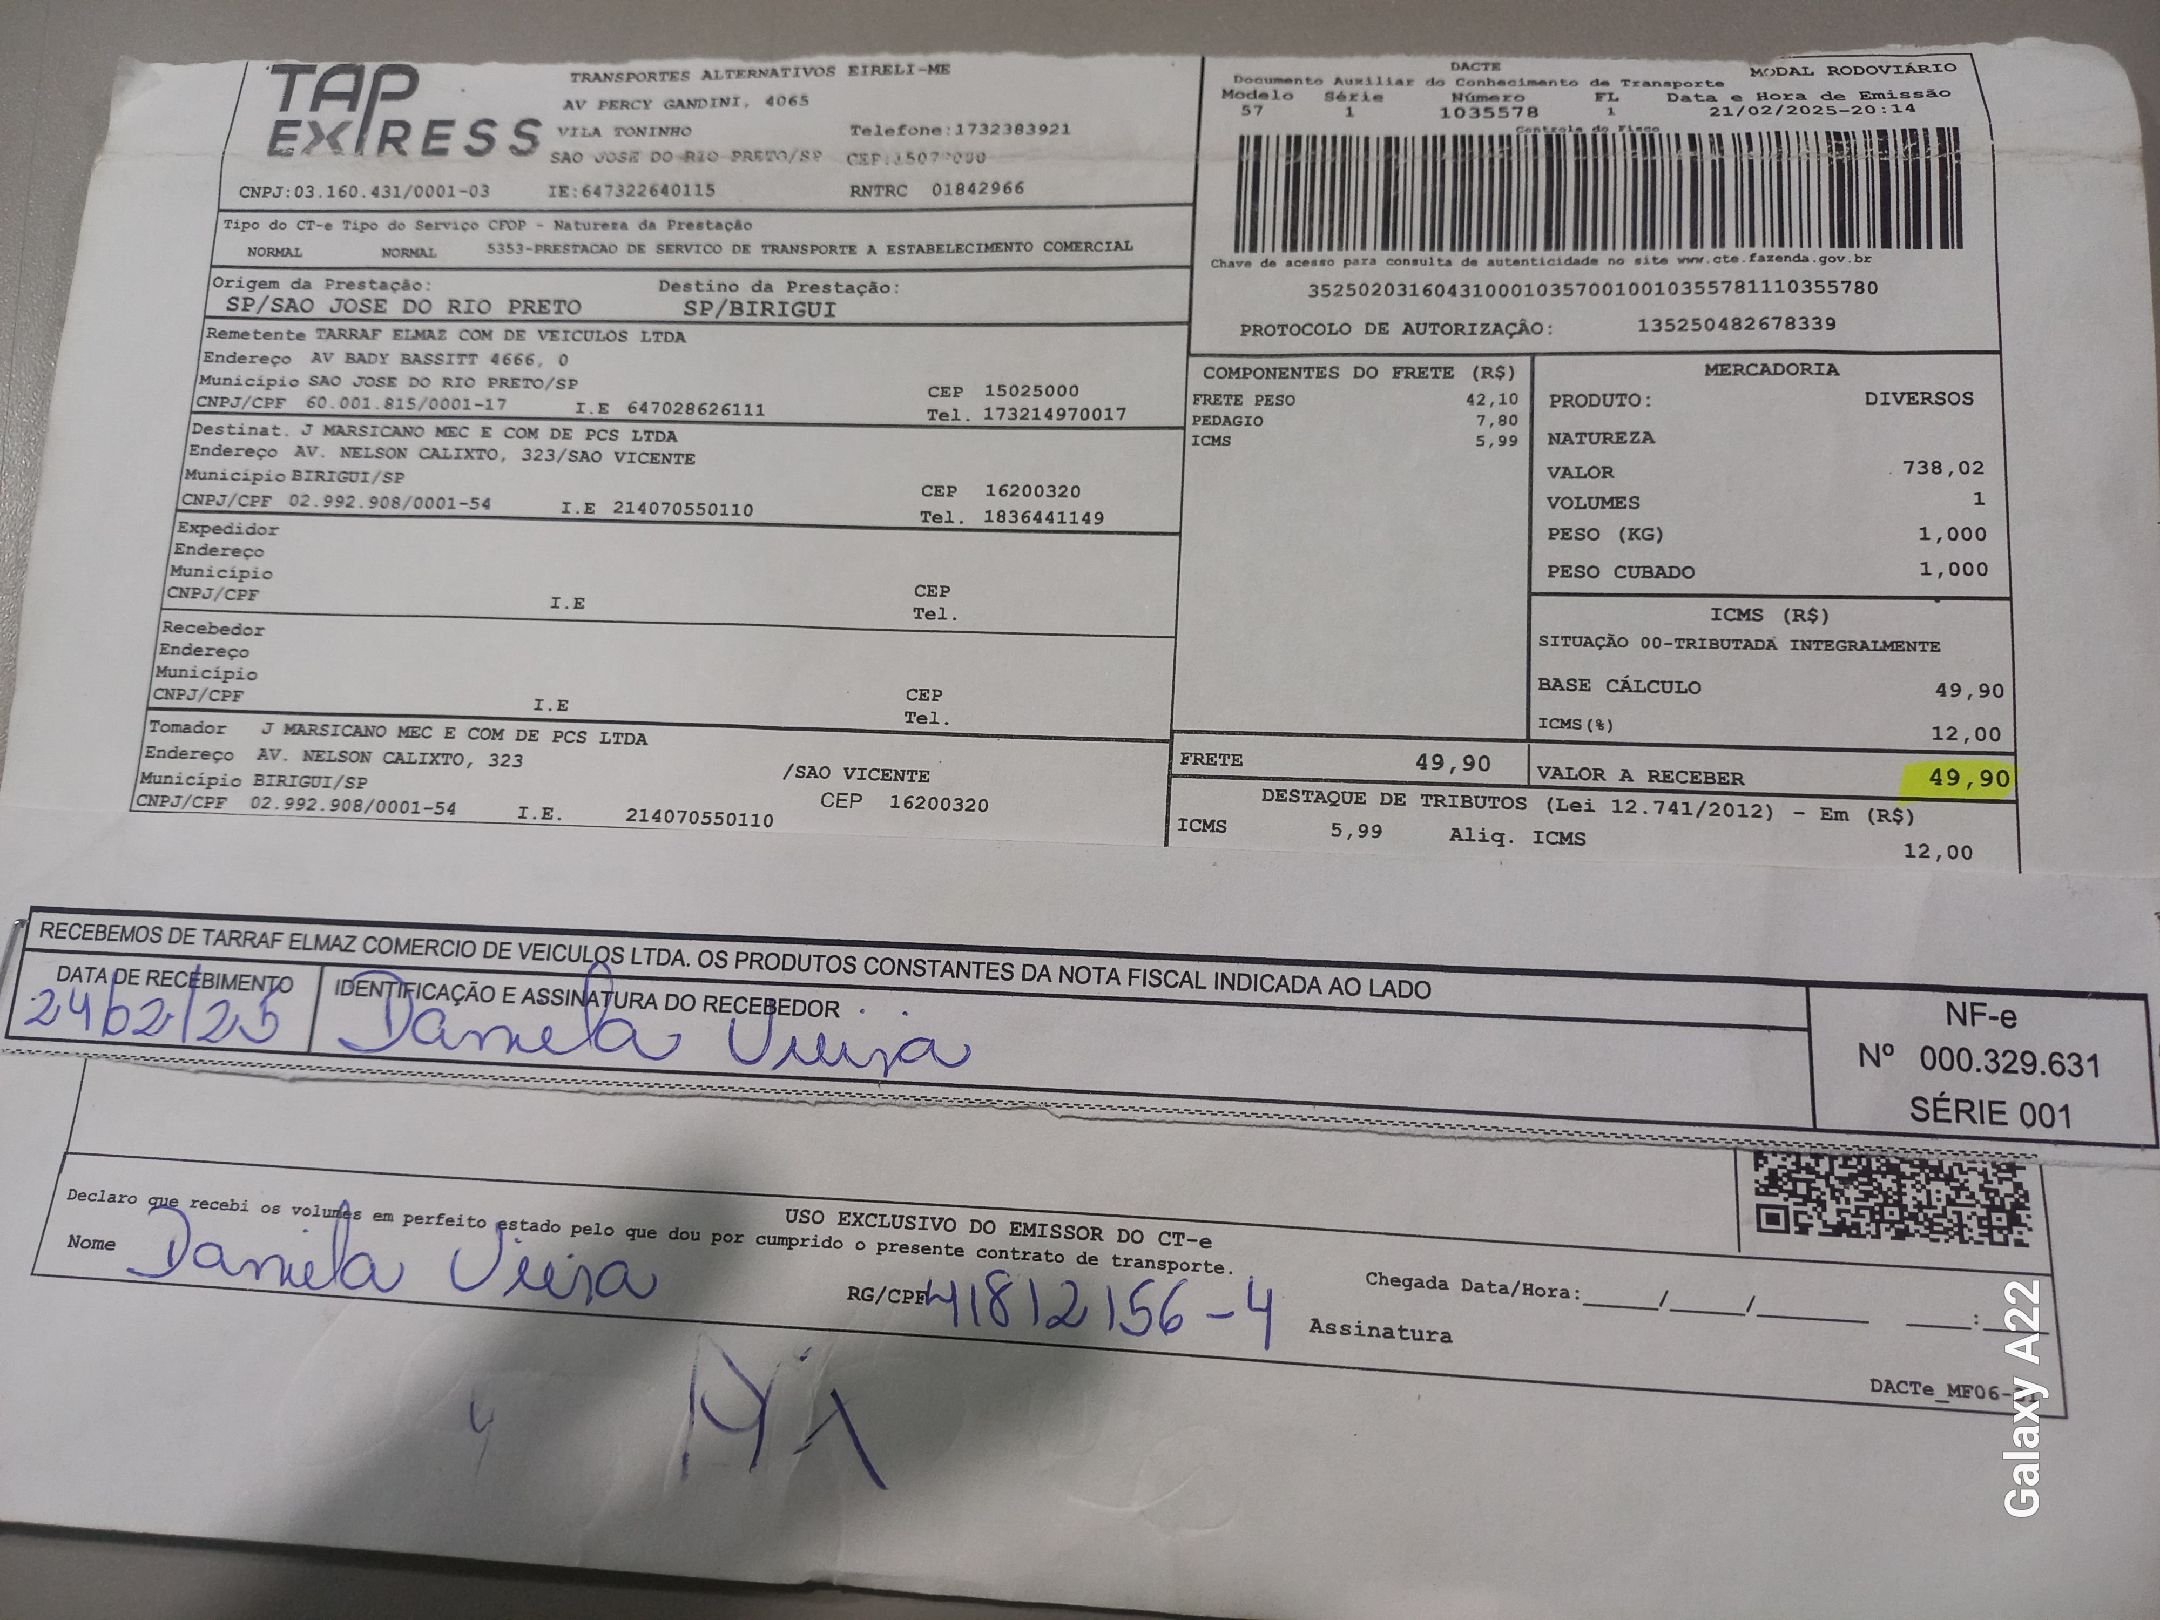 TAP EXPRESS
TRANSPORTES ALTERNATIVOS EIRELI-ME
AV PERCY GANDINI, 4065
VILA TONINHO Telefone:1732383921
SAO JOSE DO RIO PRETO/SP
CNPJ:03.160.431/0001-03 IE:647322640115 RNTRC 01842966
Tipo do CT-e Tipo do Serviço CFOP - Natureza da Prestação
NORMAL NORMAL 5353-PRESTACAO DE SERVICO DE TRANSPORTE A ESTABELECIMENTO COMERCIAL
Origem da Prestação: Destino da Prestação:
SP/SAO JOSE DO RIO PRETO SP/BIRIGUI
Remetente TARRAF ELMAZ COM DE VEICULOS LTDA
Endereço AV BADY BASSITT 4666, 0
Município SAO JOSE DO RIO PRETO/SP CEP 15025000
CNPJ/CPF 60.001.815/0001-17 I.E 647028626111 Tel. 173214970017
Destinat. J MARSICANO MEC E COM DE PCS LTDA
Endereço AV. NELSON CALIXTO, 323/SAO VICENTE
Município BIRIGUI/SP CEP 16200320
CNPJ/CPF 02.992.908/0001-54 I.E 214070550110 Tel. 1836441149
Expedidor
Endereço
Município CEP
CNPJ/CPF I.E Tel.
Recebedor
Endereço
Município CEP
CNPJ/CPF I.E Tel.
Tomador J MARSICANO MEC E COM DE PCS LTDA
Endereço AV. NELSON CALIXTO, 323 /SAO VICENTE
Município BIRIGUI/SP CEP 16200320
CNPJ/CPF 02.992.908/0001-54 I.E. 214070550110
DACTE MODAL RODOVIÁRIO
Documento Auxiliar do Conhecimento de Transporte
Modelo Série Número FL Data e Hora de Emissão
57 1 1035578 1 21/02/2025-20:14
Controle do Fisco
Chave de acesso para consulta de autenticidade no site www.cte.fazenda.gov.br
35250203160431000103570010010355781110355780
PROTOCOLO DE AUTORIZAÇÃO: 135250482678339
COMPONENTES DO FRETE (R$)
FRETE PESO 42,10
PEDAGIO 7,80
ICMS 5,99
MERCADORIA
PRODUTO: DIVERSOS
NATUREZA
VALOR 738,02
VOLUMES 1
PESO (KG) 1,000
PESO CUBADO 1,000
ICMS (R$)
SITUAÇÃO 00-TRIBUTADA INTEGRALMENTE
BASE CÁLCULO 49,90
ICMS(%) 12,00
FRETE 49,90 VALOR A RECEBER 49,90
DESTAQUE DE TRIBUTOS (Lei 12.741/2012) - Em (R$)
ICMS 5,99 Aliq. ICMS 12,00
RECEBEMOS DE TARRAF ELMAZ COMERCIO DE VEICULOS LTDA. OS PRODUTOS CONSTANTES DA NOTA FISCAL INDICADA AO LADO
DATA DE RECEBIMENTO IDENTIFICAÇÃO E ASSINATURA DO RECEBEDOR
24/02/25 Daniela Vieira
NF-e
Nº 000.329.631
SÉRIE 001
USO EXCLUSIVO DO EMISSOR DO CT-e
Declaro que recebi os volumes em perfeito estado pelo que dou por cumprido o presente contrato de transporte.
Nome Daniela Vieira RG/CPF 41812156-4 Chegada Data/Hora:____/____/______ ____:____
Assinatura
DACTe_MF06-
Galaxy A22